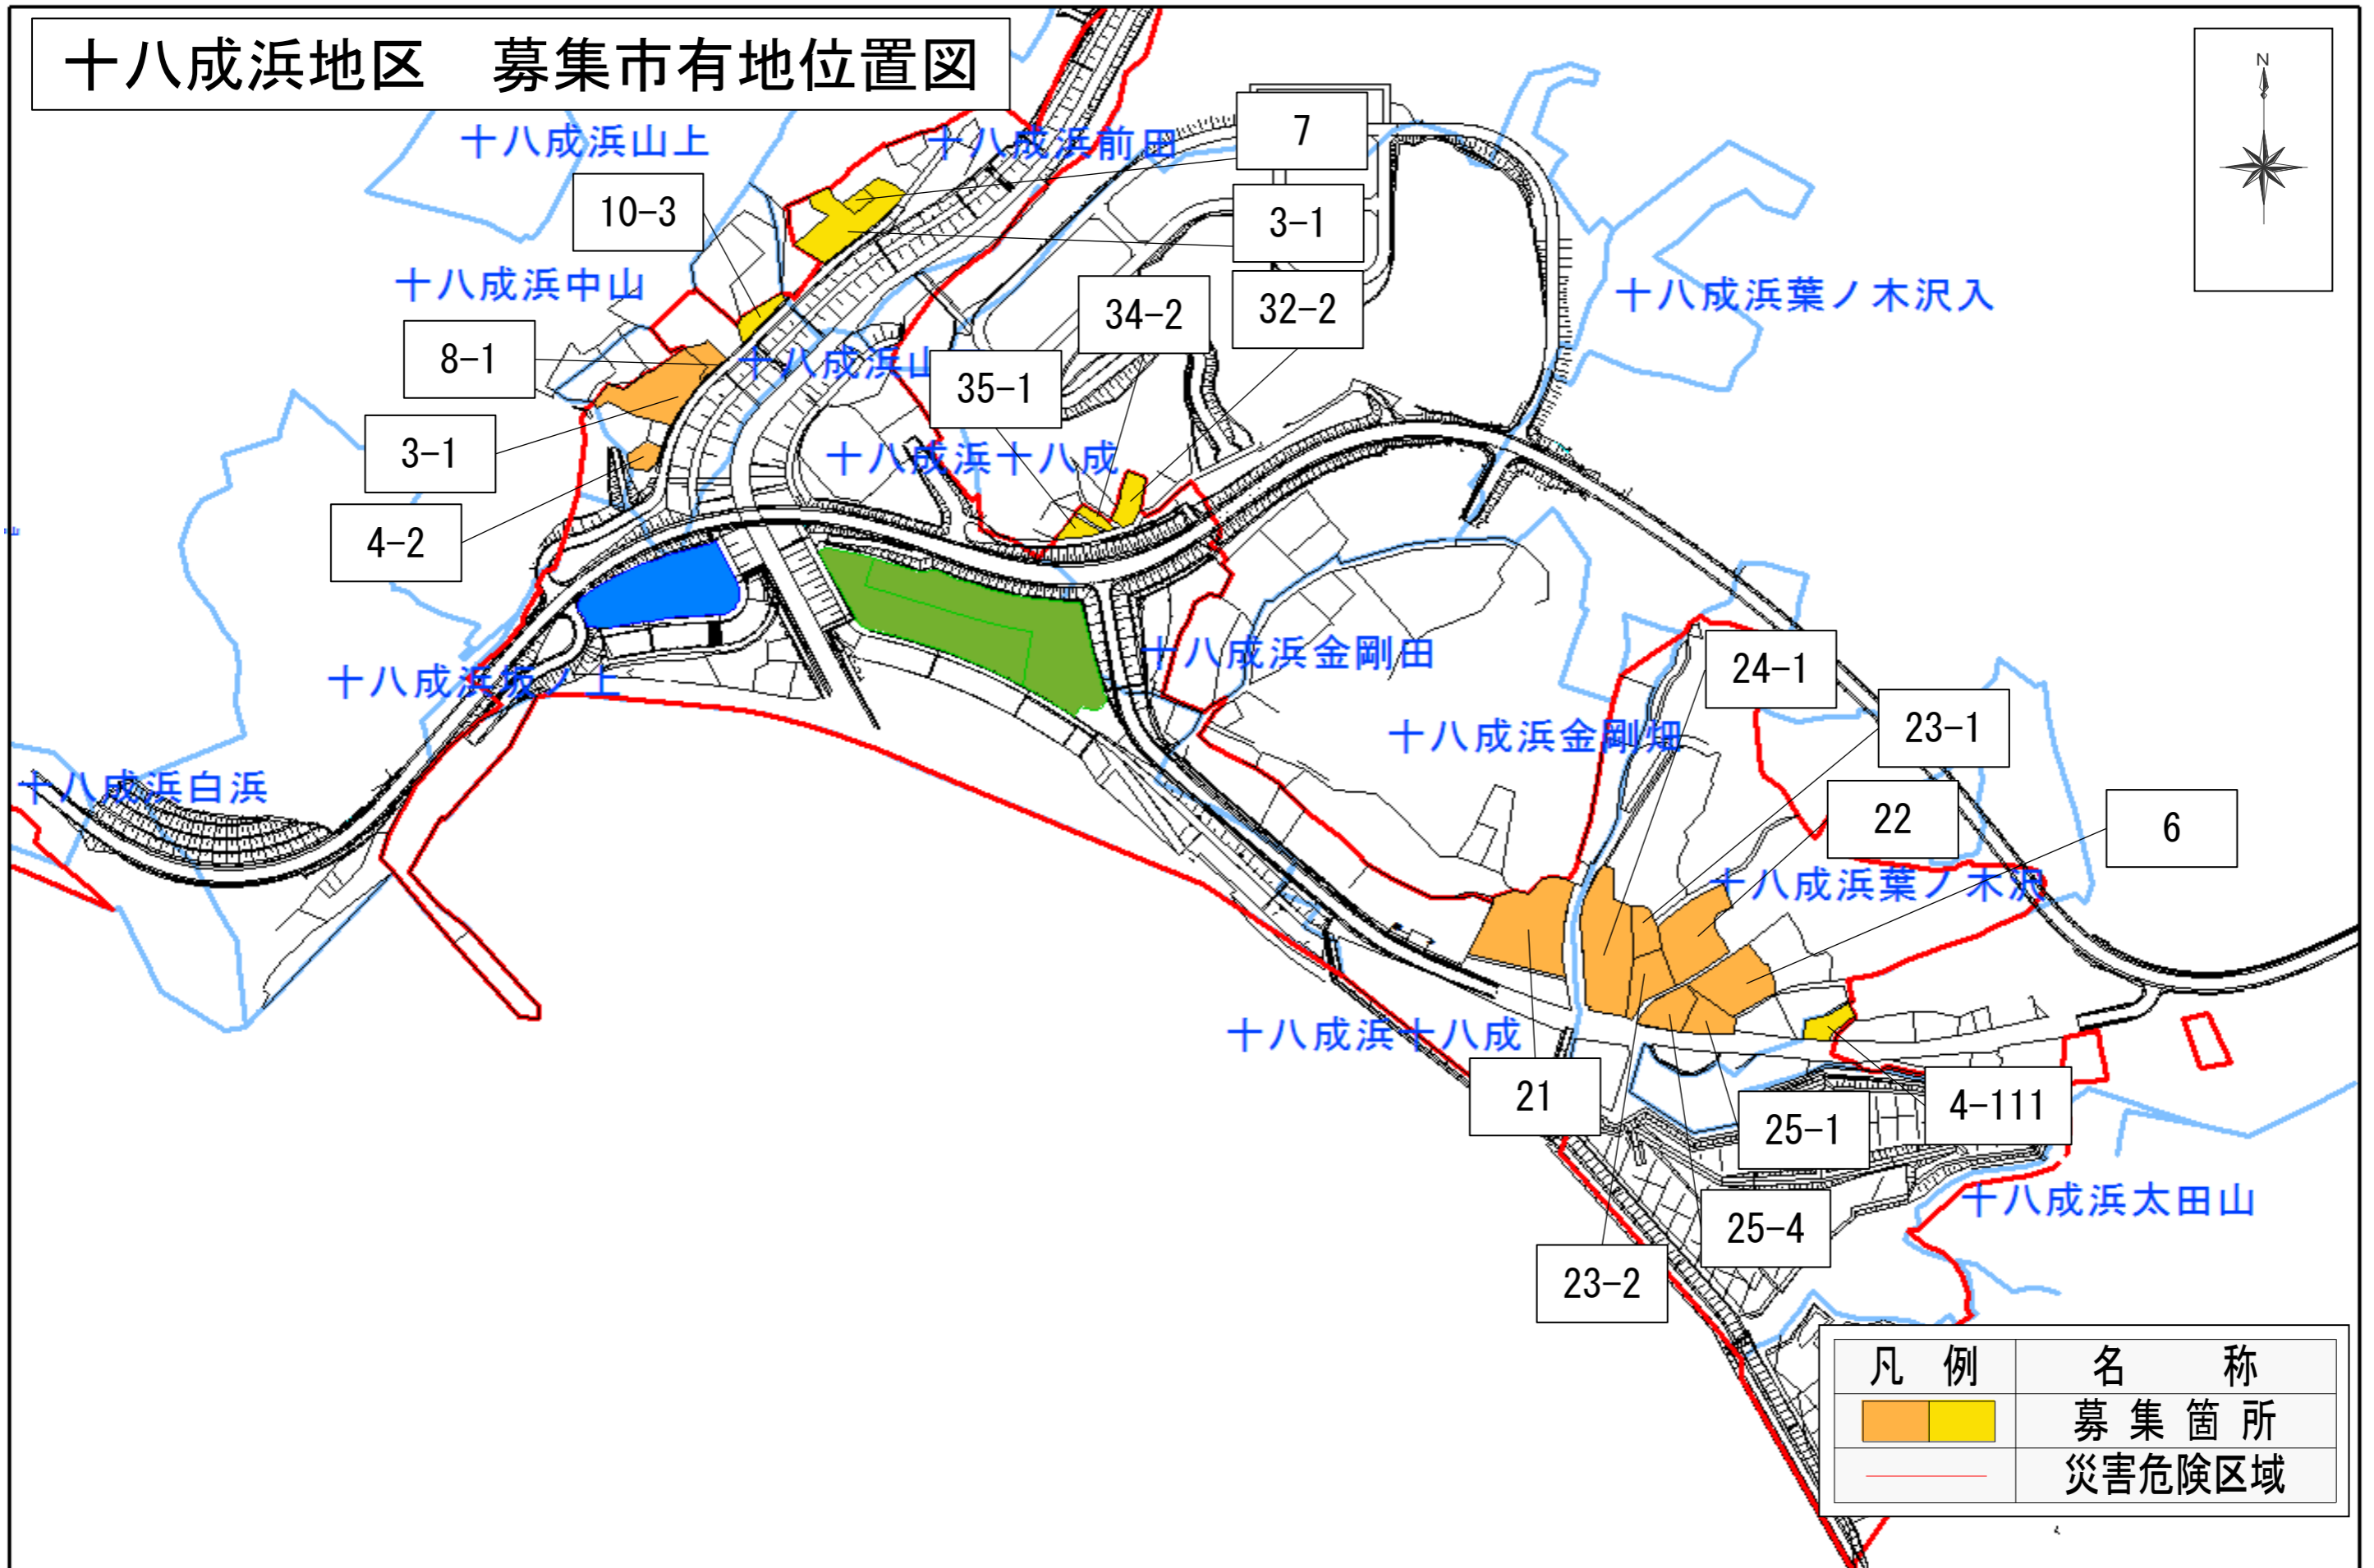 十八成浜地区　募集市有地位置図
N
十八成浜山上
十八成浜前田
7
10-3
3-1
十八成浜中山
34-2
32-2
十八成浜葉ノ木沢入
8-1
十八成浜山
35-1
3-1
十八成浜十八成
4-2
十八成浜金剛田
24-1
十八成浜坂ノ上
23-1
十八成浜金剛畑
十八成浜白浜
22
6
十八成浜葉ノ木沢
十八成浜十八成
21
25-1
4-111
十八成浜太田山
25-4
23-2
凡 例
名 称
募 集 箇 所
災害危険区域